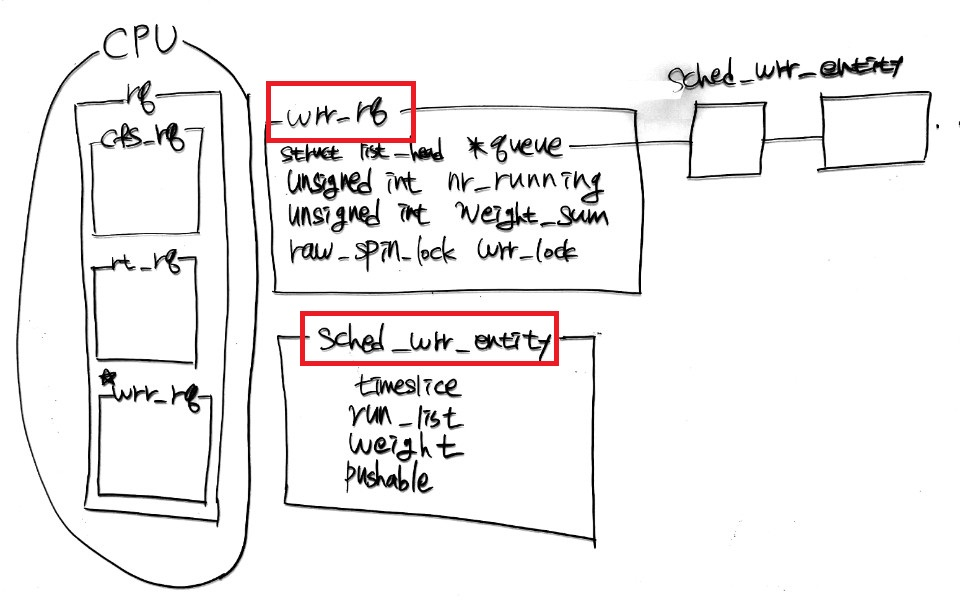 CPU
rq
cfs_rq
rt_rq
*wrr_rq
wrr_rq
struct list_head *queue
unsigned int nr_running
unsigned int weight_sum
raw_spin_lock wrr_lock
sched_wrr_entity
sched_wrr_entity
timeslice
run_list
weight
pushable